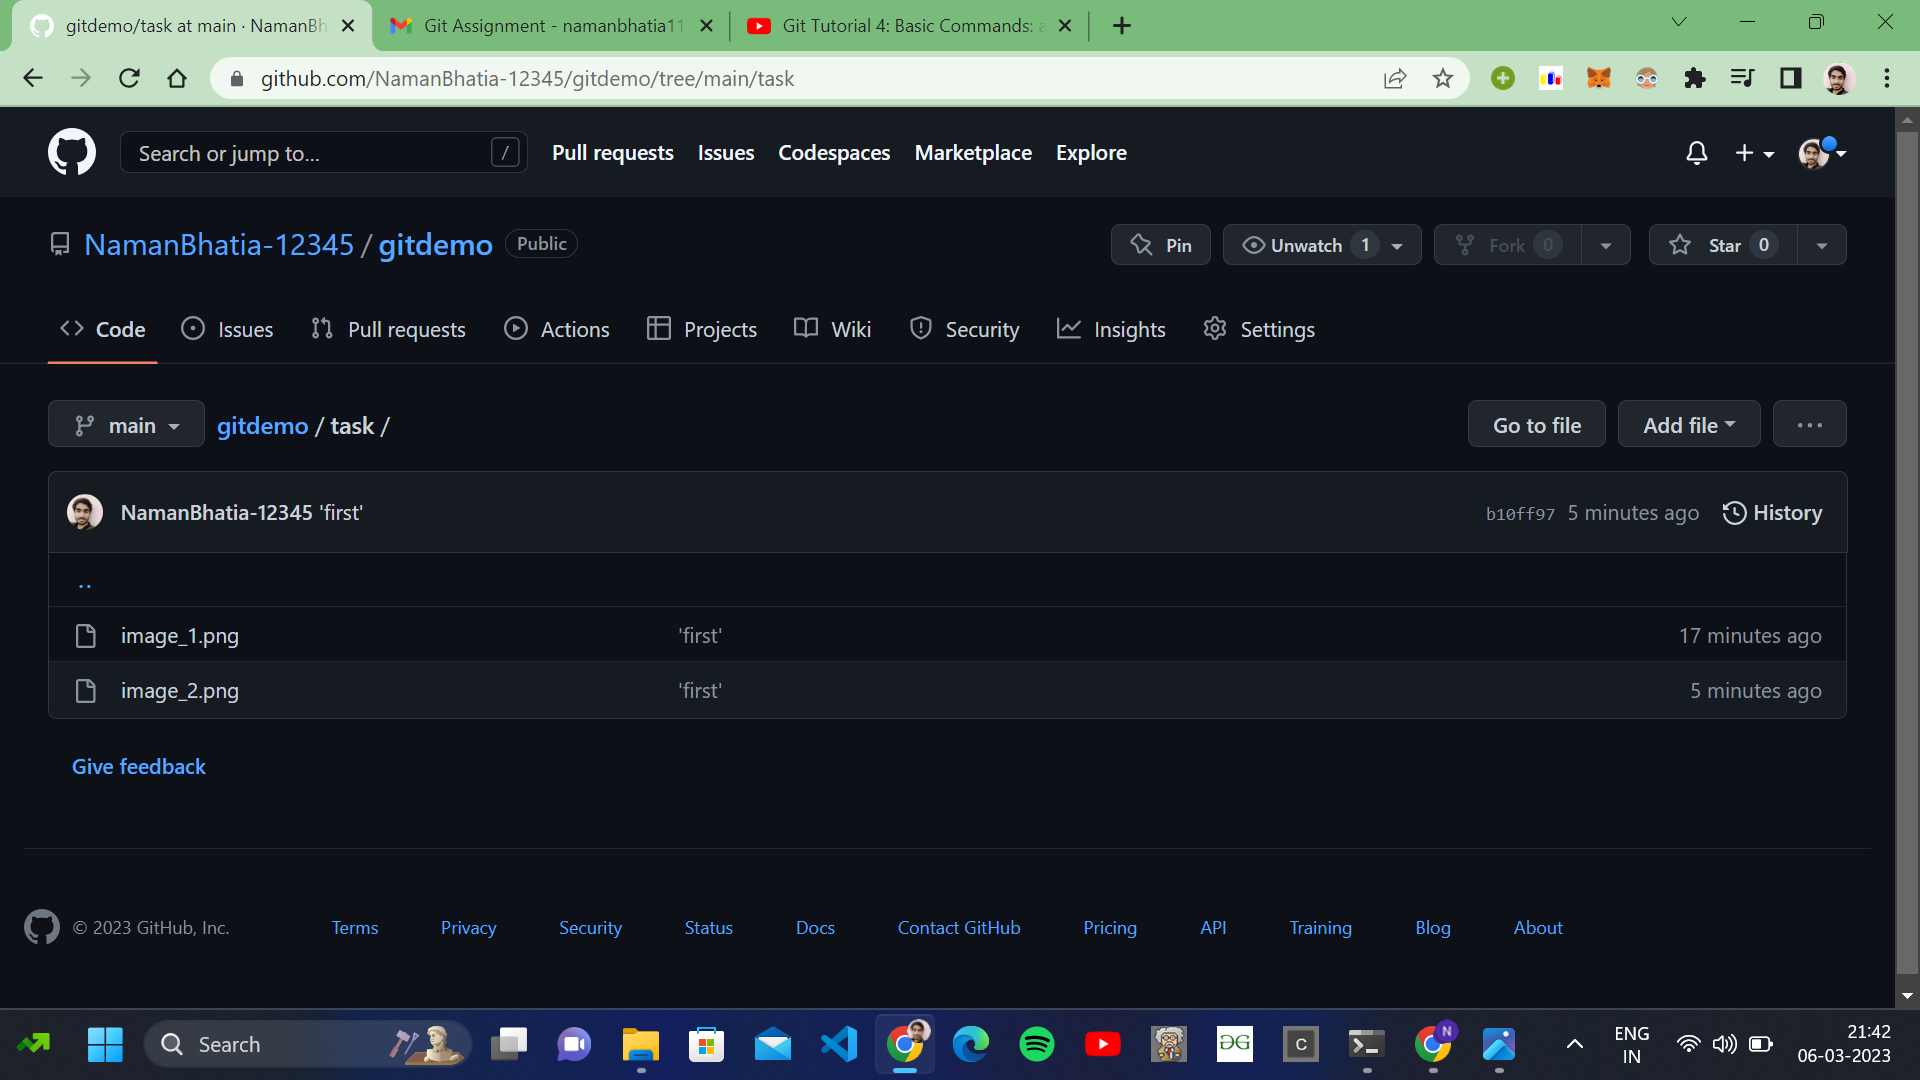 gitdemo/task at main · NamanBh
Git Assignment - namanbhatia11
Git Tutorial 4: Basic Commands: a
github.com/NamanBhatia-12345/gitdemo/tree/main/task
Search or jump to...
/
Pull requests
Issues
Codespaces
Marketplace
Explore
NamanBhatia-12345 / gitdemo
Public
Pin
Unwatch 1
Fork 0
Star 0
Code
Issues
Pull requests
Actions
Projects
Wiki
Security
Insights
Settings
main
gitdemo / task /
Go to file
Add file
...
NamanBhatia-12345 'first'
b10ff97 5 minutes ago
History
..
image_1.png 'first' 17 minutes ago
image_2.png 'first' 5 minutes ago
Give feedback
© 2023 GitHub, Inc.
Terms
Privacy
Security
Status
Docs
Contact GitHub
Pricing
API
Training
Blog
About
Search
C
N
ENG
IN
21:42
06-03-2023